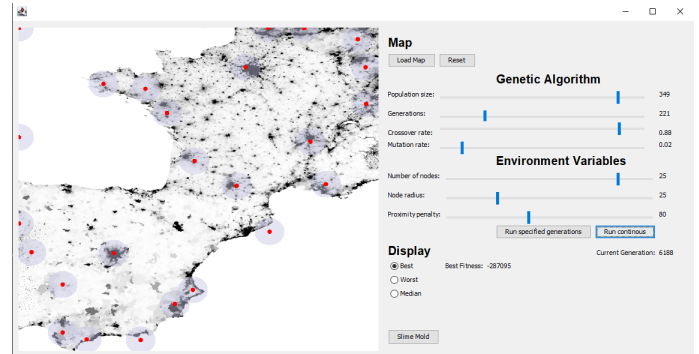 Map
Load Map Reset
Genetic Algorithm
Population size: 349
Generations: 221
Crossover rate: 0.88
Mutation rate: 0.02
Environment Variables
Number of nodes: 25
Node radius: 25
Proximity penalty: 80
Run specified generations Run continous
Display Current Generation: 6188
Best Best Fitness: -287095
Worst
Median
Slime Mold